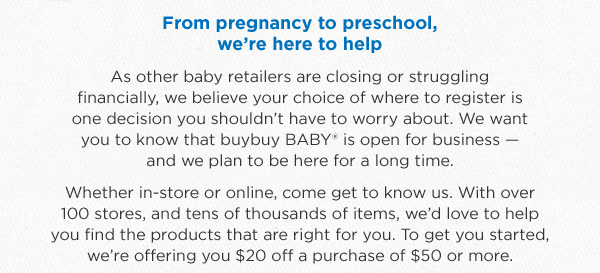 From pregnancy to preschool,
we’re here to help
As other baby retailers are closing or struggling
financially, we believe your choice of where to register is
one decision you shouldn’t have to worry about. We want
you to know that buybuy BABY® is open for business —
and we plan to be here for a long time.
Whether in-store or online, come get to know us. With over
100 stores, and tens of thousands of items, we’d love to help
you find the products that are right for you. To get you started,
we’re offering you $20 off a purchase of $50 or more.